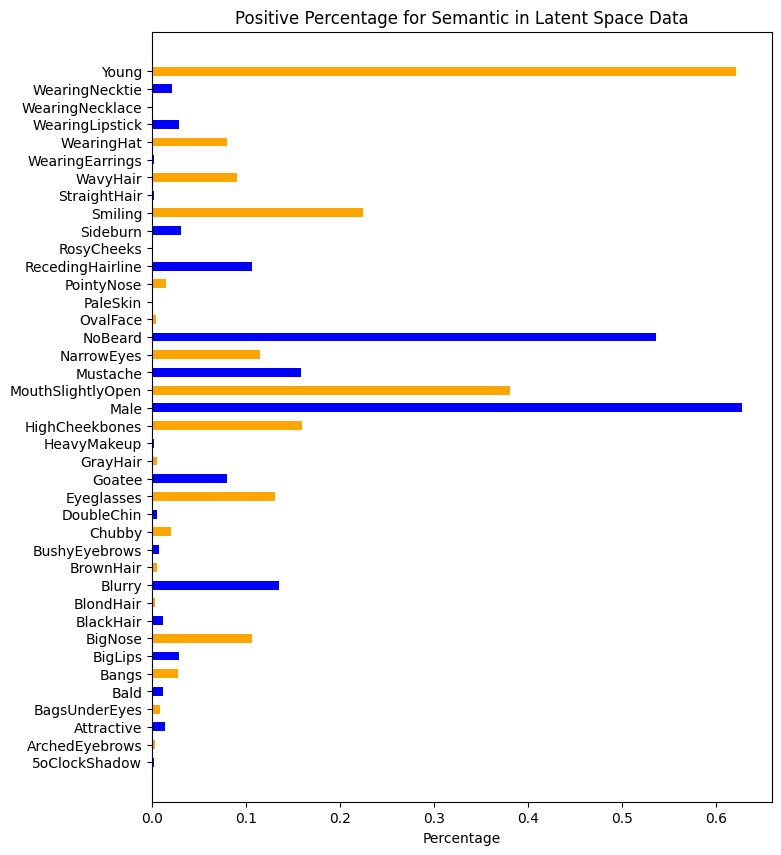 Positive Percentage for Semantic in Latent Space Data
Young
WearingNecktie
WearingNecklace
WearingLipstick
WearingHat
WearingEarrings
WavyHair
StraightHair
Smiling
Sideburn
RosyCheeks
RecedingHairline
PointyNose
PaleSkin
OvalFace
NoBeard
NarrowEyes
Mustache
MouthSlightlyOpen
Male
HighCheekbones
HeavyMakeup
GrayHair
Goatee
Eyeglasses
DoubleChin
Chubby
BushyEyebrows
BrownHair
Blurry
BlondHair
BlackHair
BigNose
BigLips
Bangs
Bald
BagsUnderEyes
Attractive
ArchedEyebrows
5oClockShadow
0.0 0.1 0.2 0.3 0.4 0.5 0.6
Percentage